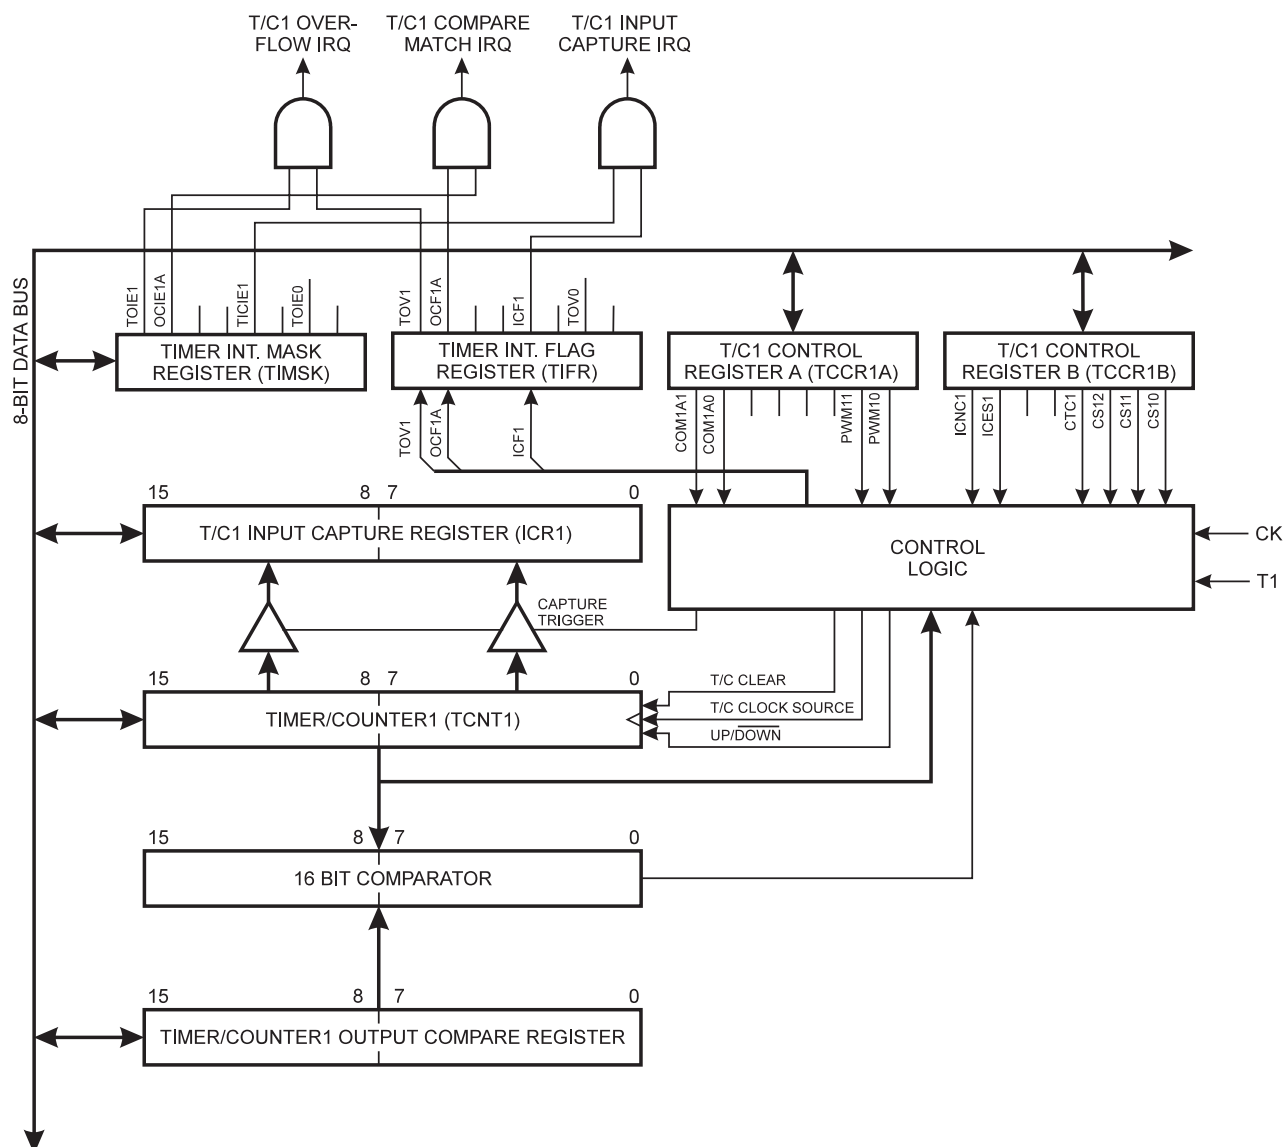 T/C1 OVER-
FLOW IRQ
T/C1 COMPARE
MATCH IRQ
T/C1 INPUT
CAPTURE IRQ
8-BIT DATA BUS
TOIE1
OCIE1A
TICIE1
TOIE0
TOV1
OCF1A
ICF1
TOV0
TIMER INT. MASK
REGISTER (TIMSK)
TIMER INT. FLAG
REGISTER (TIFR)
T/C1 CONTROL
REGISTER A (TCCR1A)
T/C1 CONTROL
REGISTER B (TCCR1B)
TOV1
OCF1A
ICF1
COM1A1
COM1A0
PWM11
PWM10
ICNC1
ICES1
CTC1
CS12
CS11
CS10
15 8 7 0
T/C1 INPUT CAPTURE REGISTER (ICR1)
CONTROL
LOGIC
CK
T1
CAPTURE
TRIGGER
15 8 7 0
TIMER/COUNTER1 (TCNT1)
T/C CLEAR
T/C CLOCK SOURCE
UP/DOWN
15 8 7 0
16 BIT COMPARATOR
15 8 7 0
TIMER/COUNTER1 OUTPUT COMPARE REGISTER